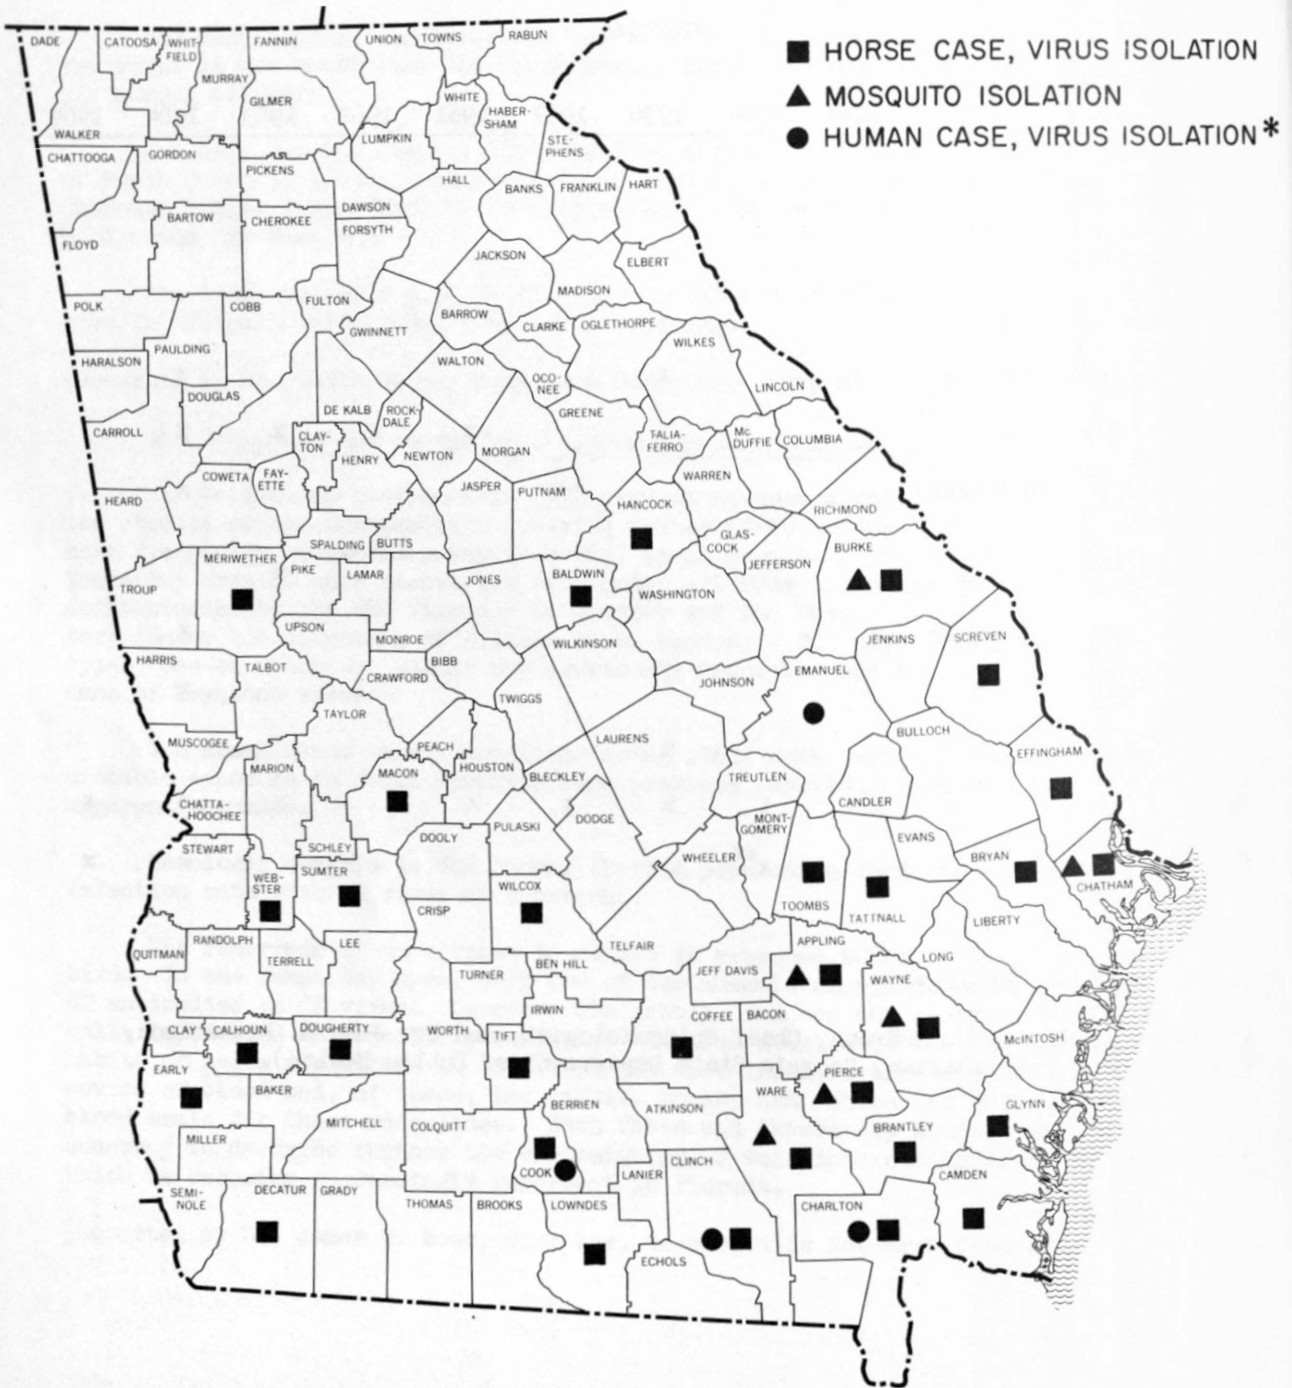 ■ HORSE CASE, VIRUS ISOLATION
▲ MOSQUITO ISOLATION
● HUMAN CASE, VIRUS ISOLATION*
DADE
CATOOSA
WHIT-
FIELD
MURRAY
FANNIN
UNION
TOWNS
RABUN
GILMER
WHITE
HABER-
SHAM
WALKER
LUMPKIN
STE-
PHENS
CHATTOOGA
GORDON
PICKENS
HALL
BANKS
FRANKLIN
HART
DAWSON
BARTOW
CHEROKEE
FORSYTH
FLOYD
JACKSON
ELBERT
MADISON
POLK
COBB
FULTON
BARROW
CLARKE
OGLETHORPE
GWINNETT
WILKES
PAULDING
HARALSON
WALTON
OCO-
NEE
LINCOLN
DOUGLAS
DE KALB
ROCK-
DALE
GREENE
CARROLL
CLAY-
TON
HENRY
NEWTON
MORGAN
TALIA-
FERRO
Mc
DUFFIE
COLUMBIA
COWETA
FAY-
ETTE
WARREN
HEARD
JASPER
PUTNAM
HANCOCK
RICHMOND
SPALDING
BUTTS
GLAS-
COCK
BURKE
MERIWETHER
PIKE
LAMAR
JEFFERSON
TROUP
JONES
BALDWIN
WASHINGTON
UPSON
MONROE
WILKINSON
JENKINS
SCREVEN
HARRIS
TALBOT
BIBB
CRAWFORD
EMANUEL
JOHNSON
TWIGGS
TAYLOR
MUSCOGEE
PEACH
LAURENS
BULLOCH
EFFINGHAM
MARION
MACON
HOUSTON
BLECKLEY
TREUTLEN
CHATTA-
HOOCHEE
CANDLER
STEWART
SCHLEY
DOOLY
PULASKI
DODGE
MONT-
GOMERY
EVANS
BRYAN
WEB-
STER
SUMTER
WHEELER
CHATHAM
WILCOX
TOOMBS
TATTNALL
CRISP
LIBERTY
QUITMAN
RANDOLPH
TERRELL
LEE
TELFAIR
APPLING
LONG
TURNER
BEN HILL
JEFF DAVIS
WAYNE
IRWIN
COFFEE
BACON
CLAY
CALHOUN
DOUGHERTY
WORTH
TIFT
McINTOSH
EARLY
PIERCE
BAKER
WARE
BERRIEN
ATKINSON
GLYNN
MITCHELL
COLQUITT
BRANTLEY
MILLER
COOK
LANIER
CLINCH
CAMDEN
SEMI-
NOLE
DECATUR
GRADY
THOMAS
BROOKS
LOWNDES
CHARLTON
ECHOLS